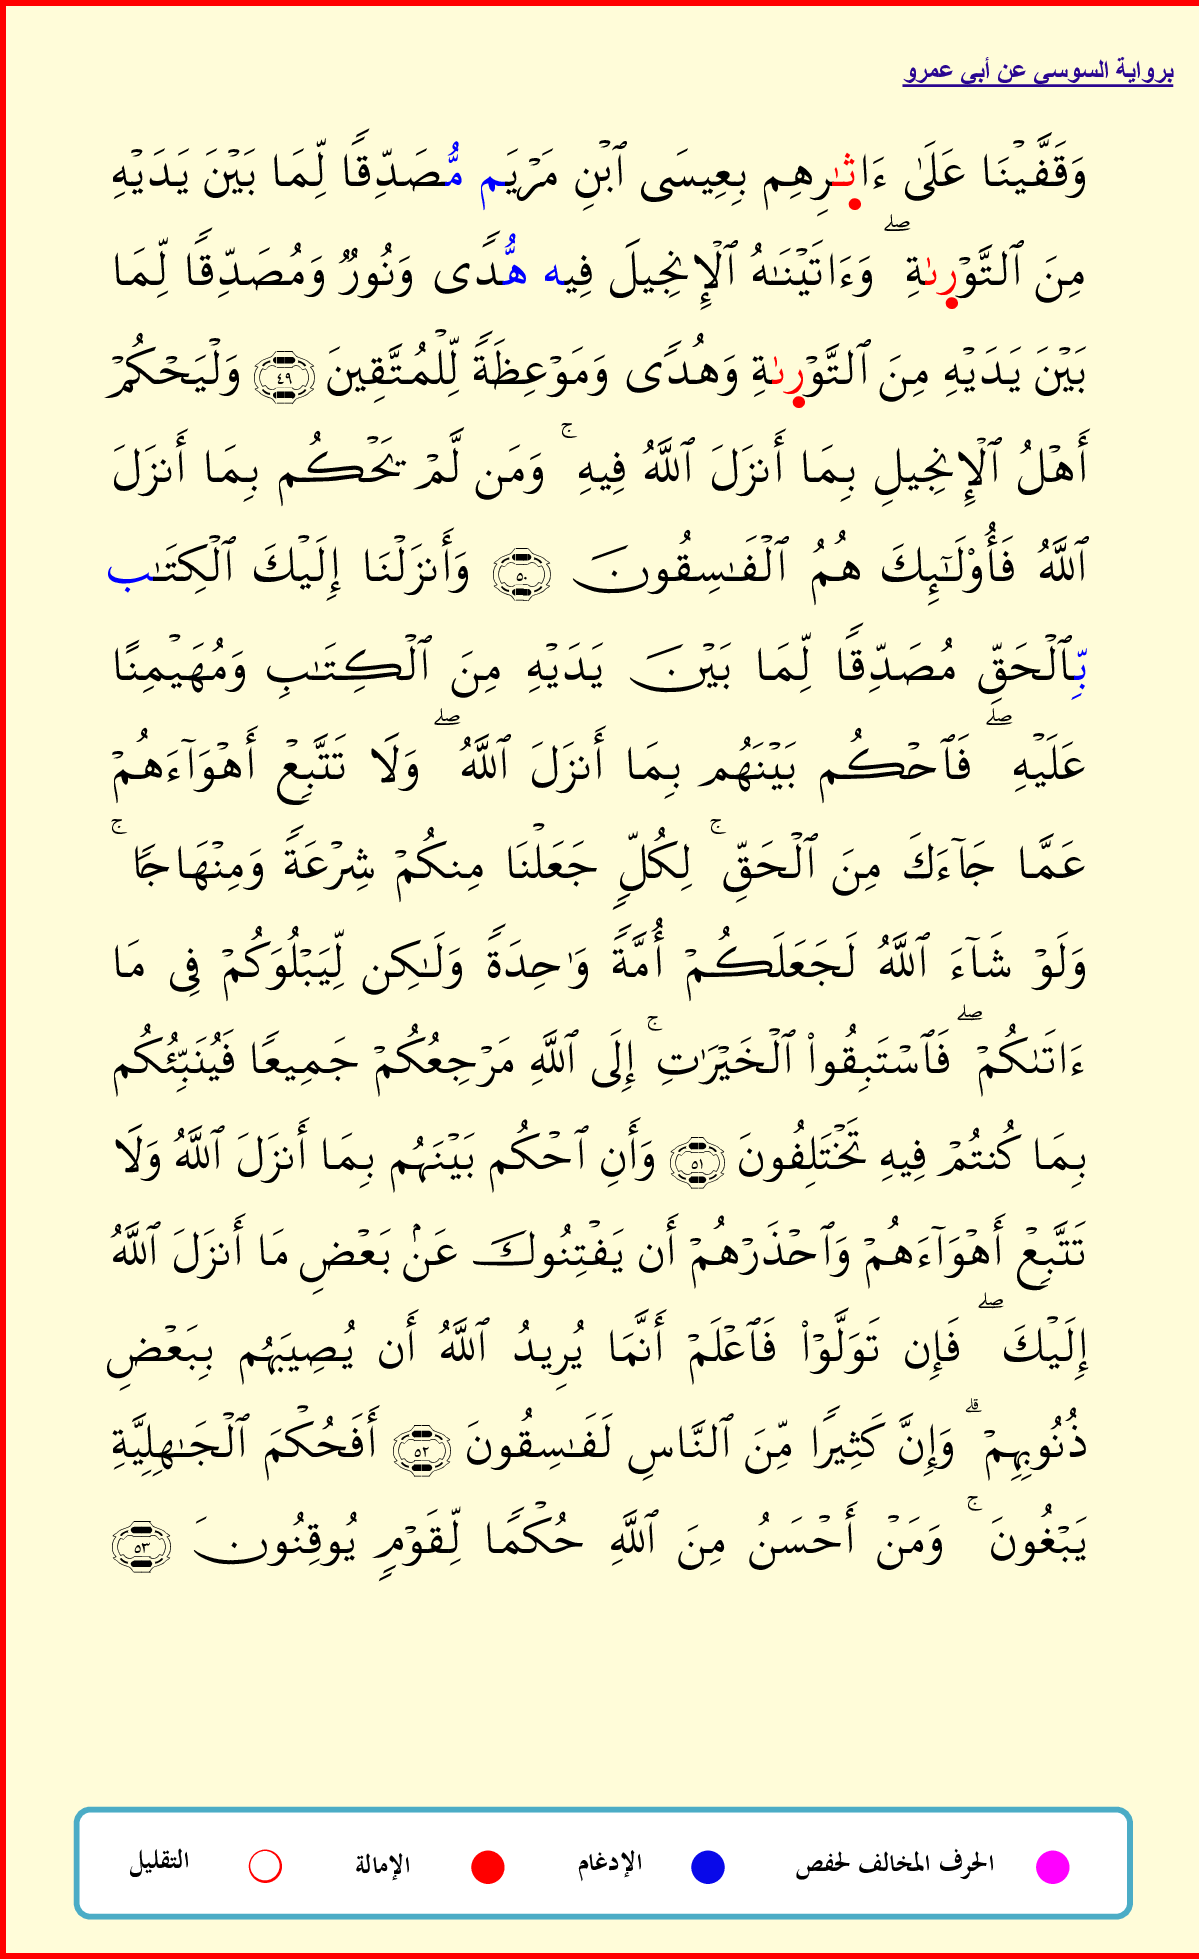 برواية السوسي عن أبي عمرو
وَقَفَّيْنَا عَلَىٰ ءَاثَٰرِهِم بِعِيسَى ٱبْنِ مَرْيَم مُّصَدِّقًا لِّمَا بَيْنَ يَدَيْهِ
مِنَ ٱلتَّوْرِىٰةِ ۖ وَءَاتَيْنَٰهُ ٱلْإِنجِيلَ فِيه هُّدًى وَنُورٌ وَمُصَدِّقًا لِّمَا
بَيْنَ يَدَيْهِ مِنَ ٱلتَّوْرِىٰةِ وَهُدًى وَمَوْعِظَةً لِّلْمُتَّقِينَ ٤٩ وَلْيَحْكُمْ
أَهْلُ ٱلْإِنجِيلِ بِمَا أَنزَلَ ٱللَّهُ فِيهِ ۚ وَمَن لَّمْ يَحْكُم بِمَا أَنزَلَ
ٱللَّهُ فَأُوْلَٰٓئِكَ هُمُ ٱلْفَٰسِقُونَ ٥٠ وَأَنزَلْنَا إِلَيْكَ ٱلْكِتَٰب
بِّٱلْحَقِّ مُصَدِّقًا لِّمَا بَيْنَ يَدَيْهِ مِنَ ٱلْكِتَٰبِ وَمُهَيْمِنًا
عَلَيْهِ ۖ فَٱحْكُم بَيْنَهُم بِمَا أَنزَلَ ٱللَّهُ ۖ وَلَا تَتَّبِعْ أَهْوَآءَهُمْ
عَمَّا جَآءَكَ مِنَ ٱلْحَقِّ ۚ لِكُلٍّ جَعَلْنَا مِنكُمْ شِرْعَةً وَمِنْهَاجًا ۚ
وَلَوْ شَآءَ ٱللَّهُ لَجَعَلَكُمْ أُمَّةً وَٰحِدَةً وَلَٰكِن لِّيَبْلُوَكُمْ فِى مَا
ءَاتَىٰكُمْ ۖ فَٱسْتَبِقُوا۟ ٱلْخَيْرَٰتِ ۚ إِلَى ٱللَّهِ مَرْجِعُكُمْ جَمِيعًا فَيُنَبِّئُكُم
بِمَا كُنتُمْ فِيهِ تَخْتَلِفُونَ ٥١ وَأَنِ ٱحْكُم بَيْنَهُم بِمَا أَنزَلَ ٱللَّهُ وَلَا
تَتَّبِعْ أَهْوَآءَهُمْ وَٱحْذَرْهُمْ أَن يَفْتِنُوكَ عَنۢ بَعْضِ مَا أَنزَلَ ٱللَّهُ
إِلَيْكَ ۖ فَإِن تَوَلَّوْا۟ فَٱعْلَمْ أَنَّمَا يُرِيدُ ٱللَّهُ أَن يُصِيبَهُم بِبَعْضِ
ذُنُوبِهِمْ ۗ وَإِنَّ كَثِيرًا مِّنَ ٱلنَّاسِ لَفَٰسِقُونَ ٥٢ أَفَحُكْمَ ٱلْجَٰهِلِيَّةِ
يَبْغُونَ ۚ وَمَنْ أَحْسَنُ مِنَ ٱللَّهِ حُكْمًا لِّقَوْمٍ يُوقِنُونَ ٥٣
الحرف المخالف لحفص الإدغام الإمالة التقليل